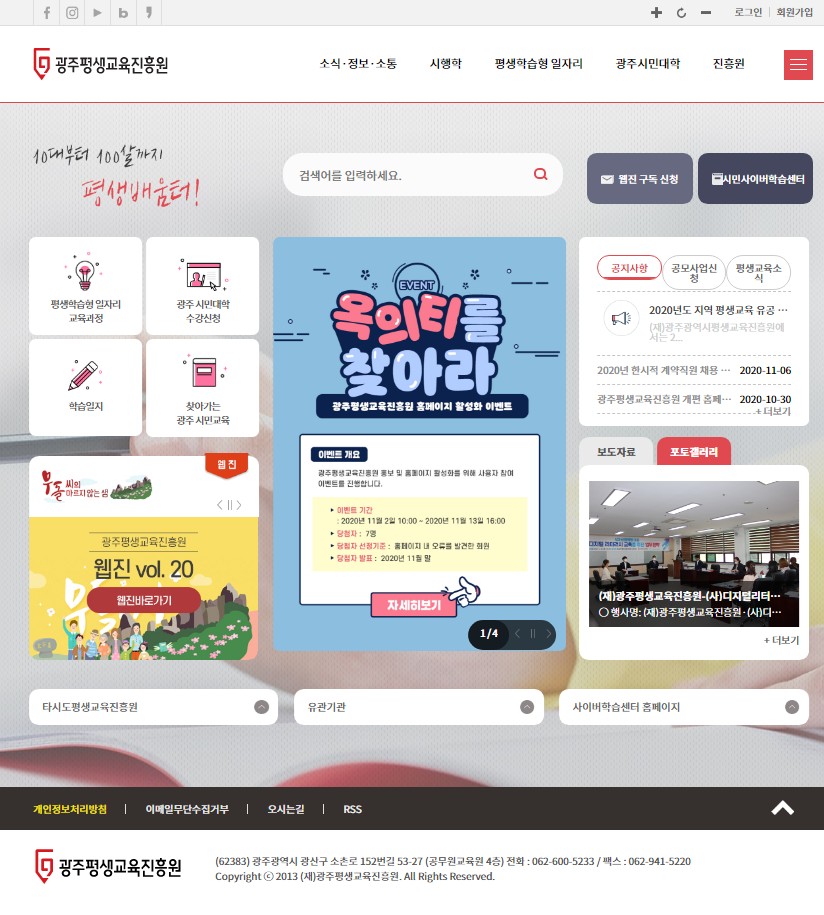 로그인 | 회원가입
광주평생교육진흥원
소식·정보·소통 시행학 평생학습형 일자리 광주시민대학 진흥원
10대부터 100살까지
평생배움터!
검색어를 입력하세요.
웹진 구독 신청
시민사이버학습센터
평생학습형 일자리
교육과정
광주 시민대학
수강신청
학습일지
찾아가는
광주 시민교육
웹진
무돌씨의
마르지 않는 샘
광주평생교육진흥원
웹진 vol. 20
웹진바로가기
EVENT
옥의티를
찾아라
광주평생교육진흥원 홈페이지 활성화 이벤트
이벤트 개요
광주평생교육진흥원 홍보 및 홈페이지 활성화를 위해 사용자 참여
이벤트를 진행합니다.
이벤트 기간
: 2020년 11월 2일 10:00 ~ 2020년 11월 13일 16:00
당첨자 : 7명
당첨자 선정기준 : 홈페이지 내 오류를 발견한 회원
당첨자 발표 : 2020년 11월 말
자세히보기
1/4
공지사항
공모사업신
청
평생교육소
식
2020년도 지역 평생교육 유공 …
(재)광주광역시평생교육진흥원에
서는 2...
2020년 한시적 계약직원 채용 … 2020-11-06
광주평생교육진흥원 개편 홈페… 2020-10-30
+ 더보기
보도자료 포토갤러리
(재)광주평생교육진흥원-(사)디지털리터…
○ 행사명: (재)광주평생교육진흥원·(사)디…
+ 더보기
타시도평생교육진흥원
유관기관
사이버학습센터 홈페이지
개인정보처리방침 | 이메일무단수집거부 | 오시는길 | RSS
광주평생교육진흥원
(62383) 광주광역시 광산구 소촌로 152번길 53-27 (공무원교육원 4층) 전화 : 062-600-5233 / 팩스 : 062-941-5220
Copyright ⓒ 2013 (재)광주평생교육진흥원. All Rights Reserved.